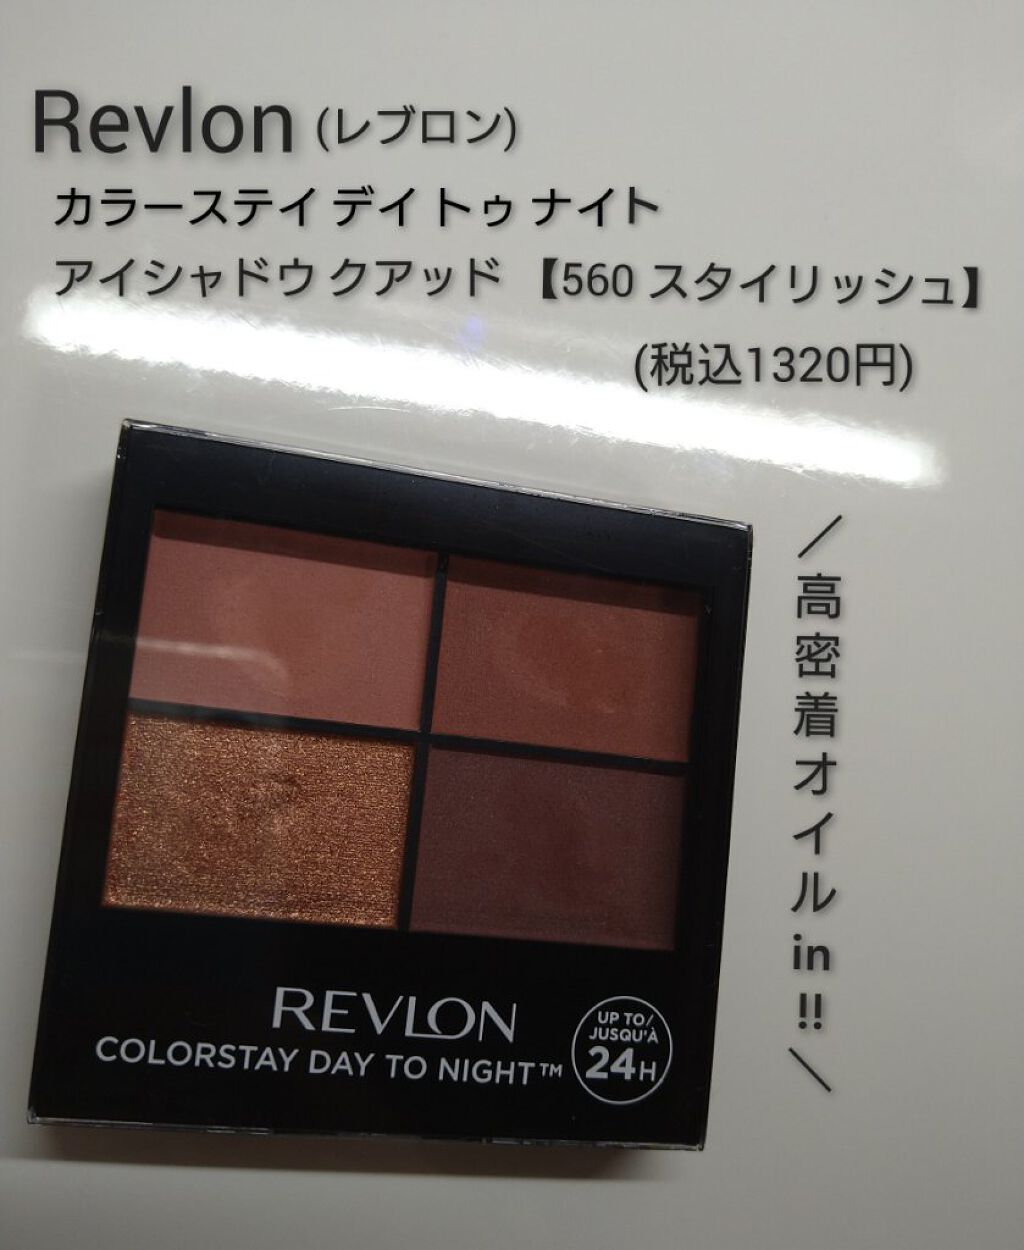 Revlon (レブロン)
カラーステイ デイ トゥ ナイト
アイシャドウ クアッド 【560 スタイリッシュ】
(税込1320円)
／高密着オイルin!!＼
REVLON
COLORSTAY DAY TO NIGHT™
UP TO/
JUSQU'À
24H